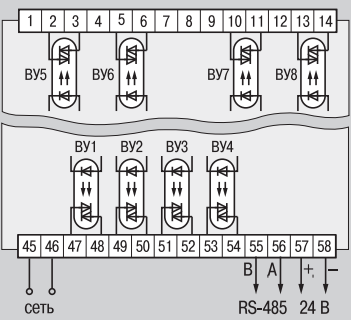 1 2 3 4 5 6 7 8 9 10 11 12 13 14
ВУ5 ВУ6 ВУ7 ВУ8
ВУ1 ВУ2 ВУ3 ВУ4
45 46 47 48 49 50 51 52 53 54 55 56 57 58
B A + −
сеть RS-485 24 В